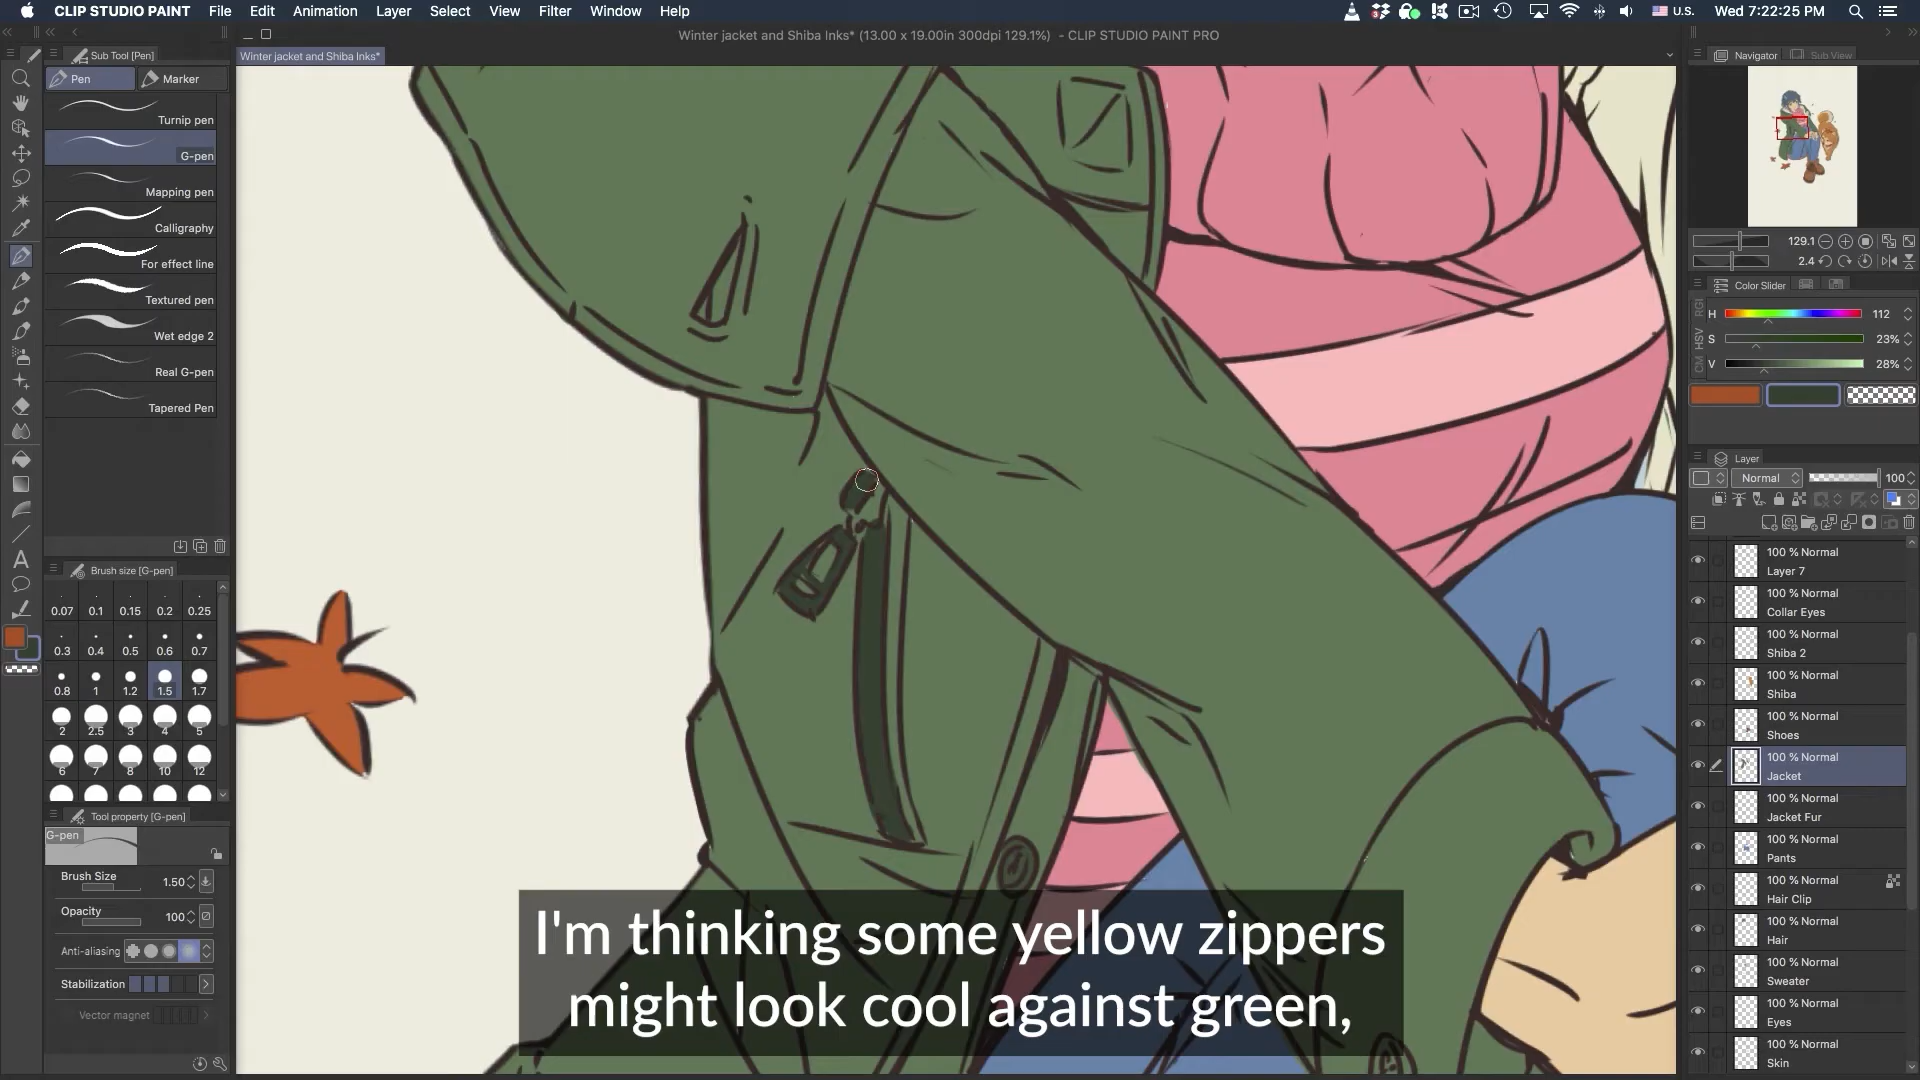 CLIP STUDIO PAINT File Edit Animation Layer Select View Filter Window Help U.S. Wed 7:22:25 PM
Winter jacket and Shiba Inks* (13.00 x 19.00in 300dpi 129.1%) - CLIP STUDIO PAINT PRO
Sub Tool [Pen]
Winter jacket and Shiba Inks*
Navigator Sub View
Pen Marker
Turnip pen
G-pen
Mapping pen
Calligraphy
For effect line
Textured pen
Wet edge 2
Real G-pen
Tapered Pen
Brush size [G-pen]
0.07 0.1 0.15 0.2 0.25
0.3 0.4 0.5 0.6 0.7
0.8 1 1.2 1.5 1.7
2 2.5 3 4 5
6 7 8 10 12
Tool property [G-pen]
G-pen
Brush Size 1.50
Opacity 100
Anti-aliasing
Stabilization
Vector magnet
129.1
2.4
Color Slider
H 112
S 23%
V 28%
HSV
Layer
Normal 100
100 % Normal
Layer 7
100 % Normal
Collar Eyes
100 % Normal
Shiba 2
100 % Normal
Shiba
100 % Normal
Shoes
100 % Normal
Jacket
100 % Normal
Jacket Fur
100 % Normal
Pants
100 % Normal
Hair Clip
100 % Normal
Hair
100 % Normal
Sweater
100 % Normal
Eyes
100 % Normal
Skin
I'm thinking some yellow zippers
might look cool against green,